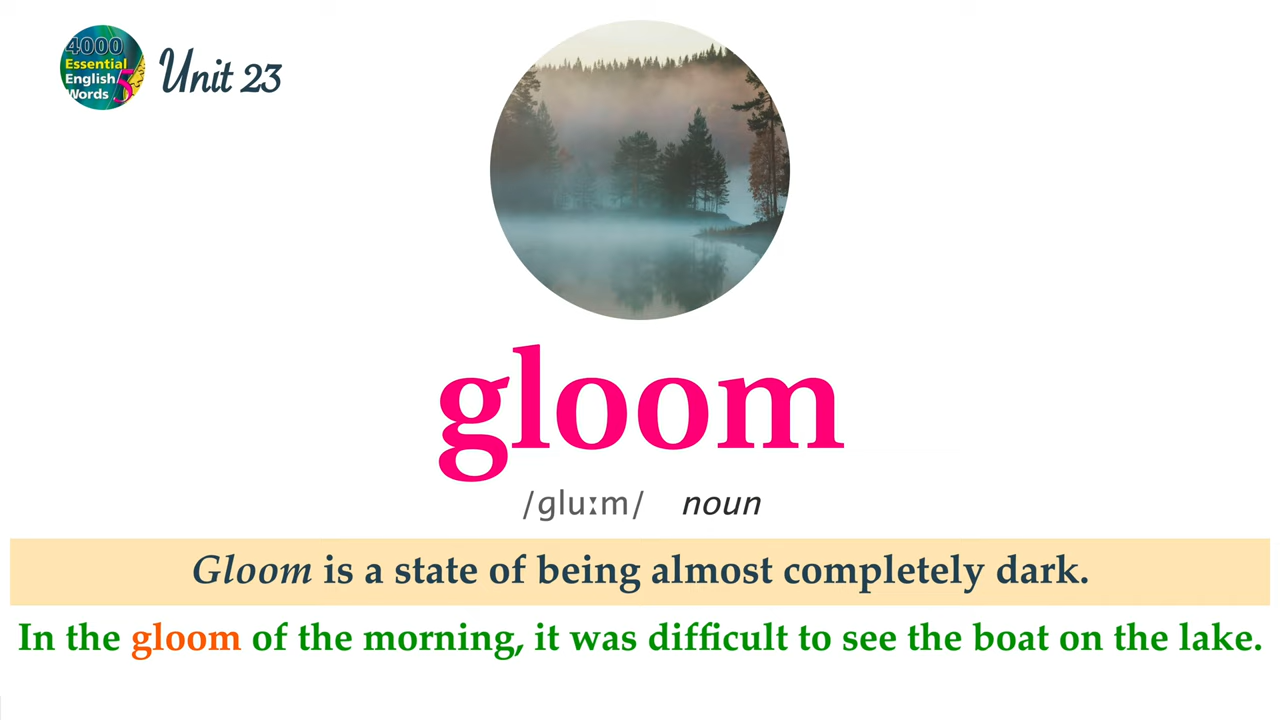 4000
Essential
English
Words 5
Unit 23
gloom
/gluːm/ noun
Gloom is a state of being almost completely dark.
In the gloom of the morning, it was difficult to see the boat on the lake.